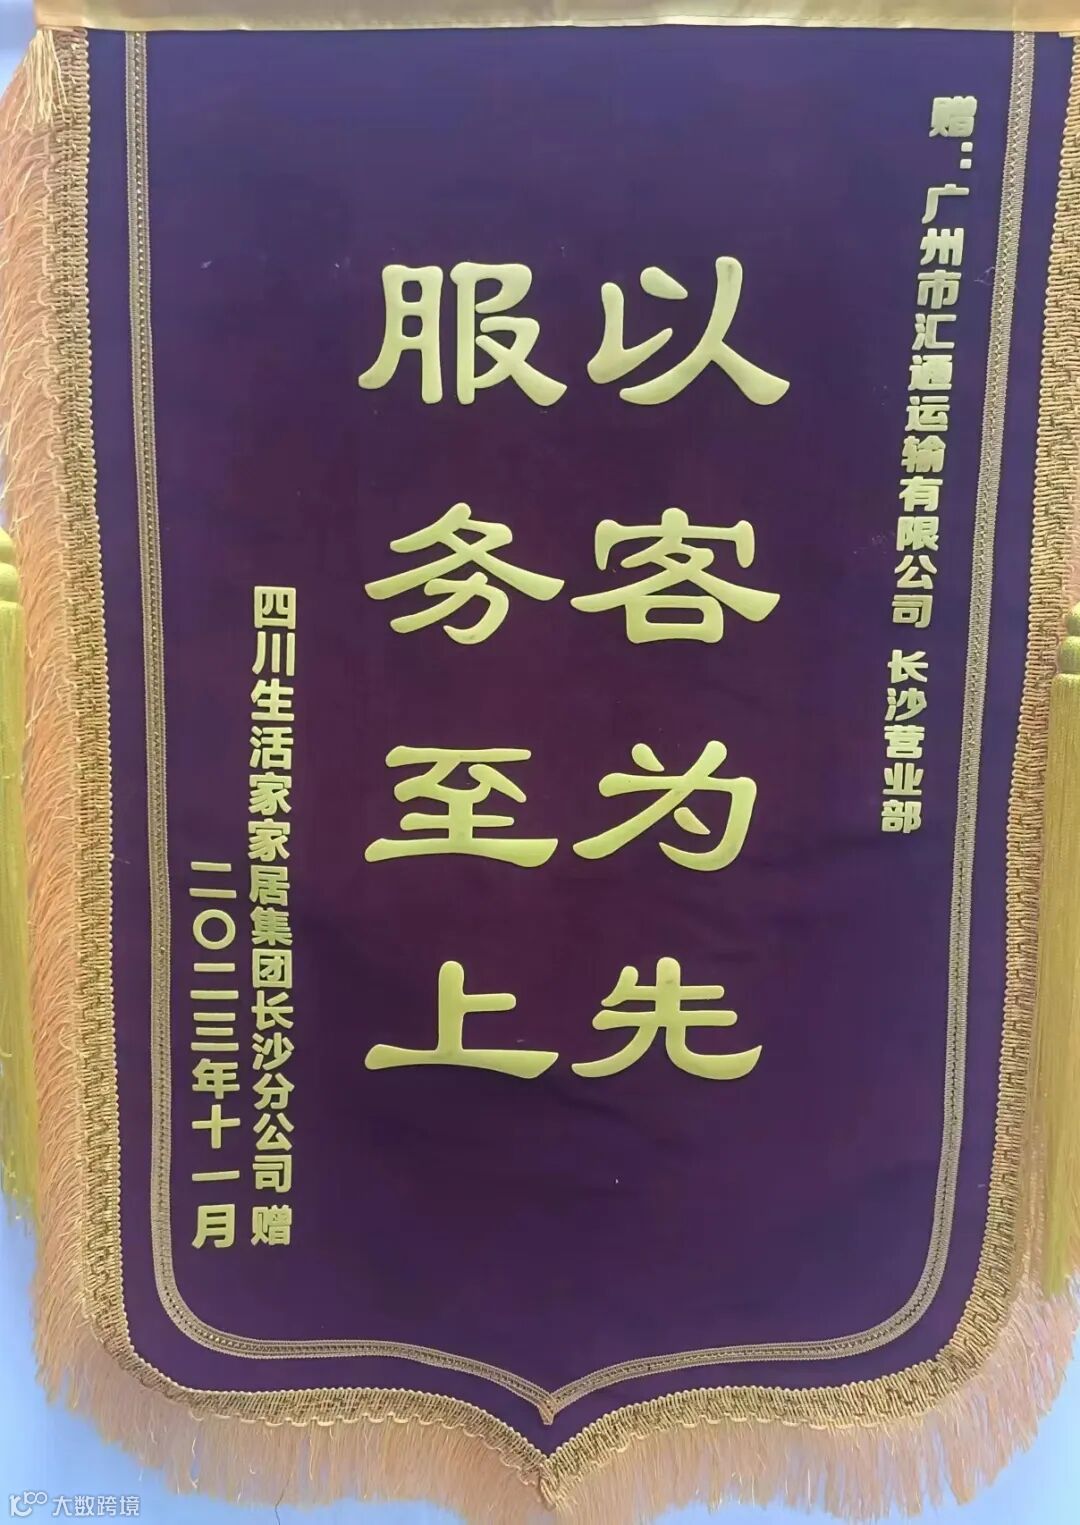 赠：广州市汇通运输有限公司 长沙营业部
以客为先
服务至上
四川生活家家居集团长沙分公司 赠
二〇二三年十一月
大数跨境